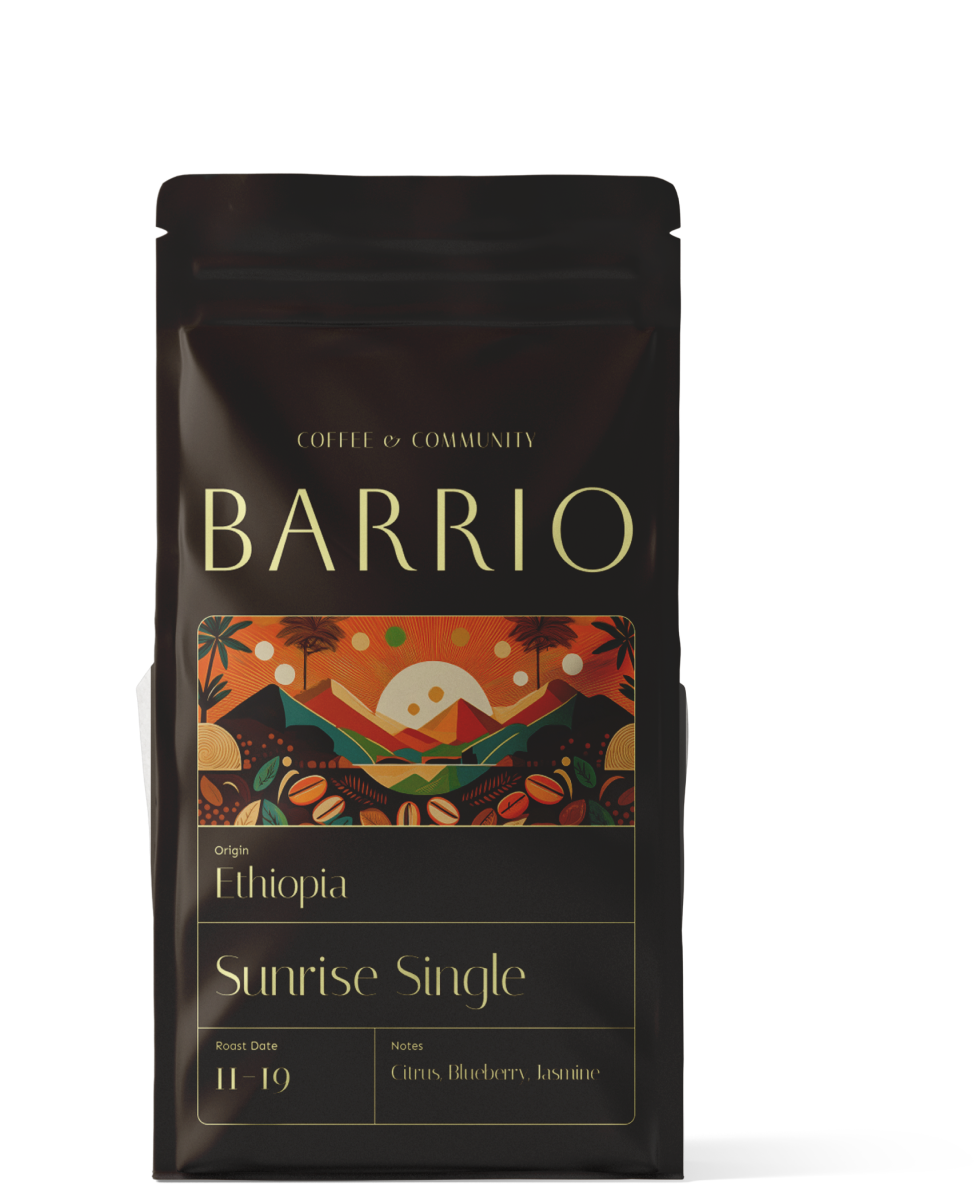 COFFEE & COMMUNITY
BARRIO
Origin
Ethiopia
Sunrise Single
Roast Date
11-19
Notes
Citrus, Blueberry, Jasmine